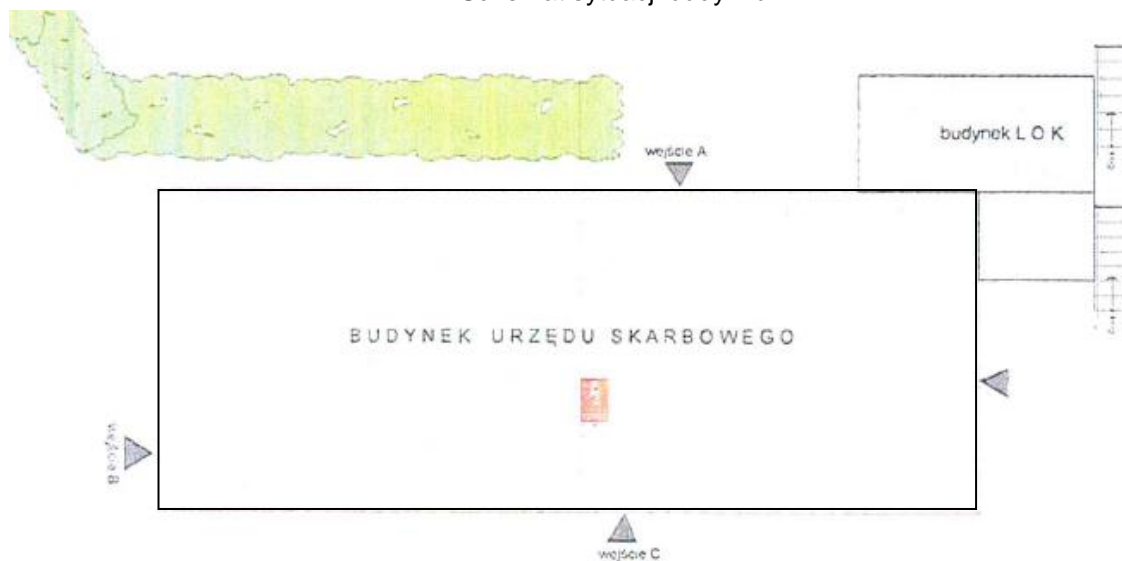 wejście A
budynek L O K
BUDYNEK URZĘDU SKARBOWEGO
wejście B
wejście C